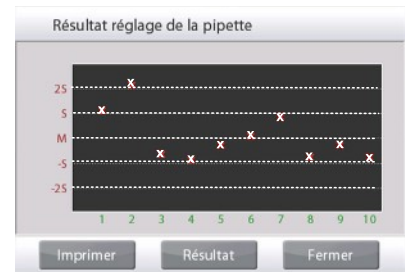 Résultat réglage de la pipette
2S
S
M
-S
-2S
x x x x x x x x x x
1 2 3 4 5 6 7 8 9 10
Imprimer Résultat Fermer